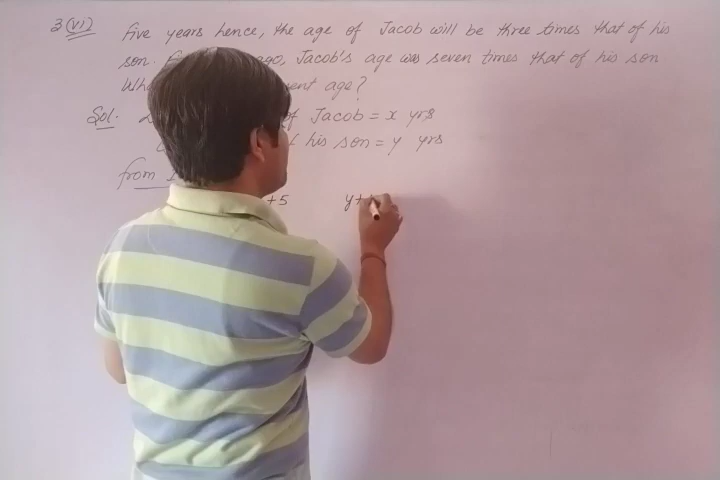 3(vi) five years hence, the age of Jacob will be three times that of his
son. ago, Jacob's age was seven times that of his son
age?
Sol. of Jacob = x yrs
his son = y yrs
from
+5 y+